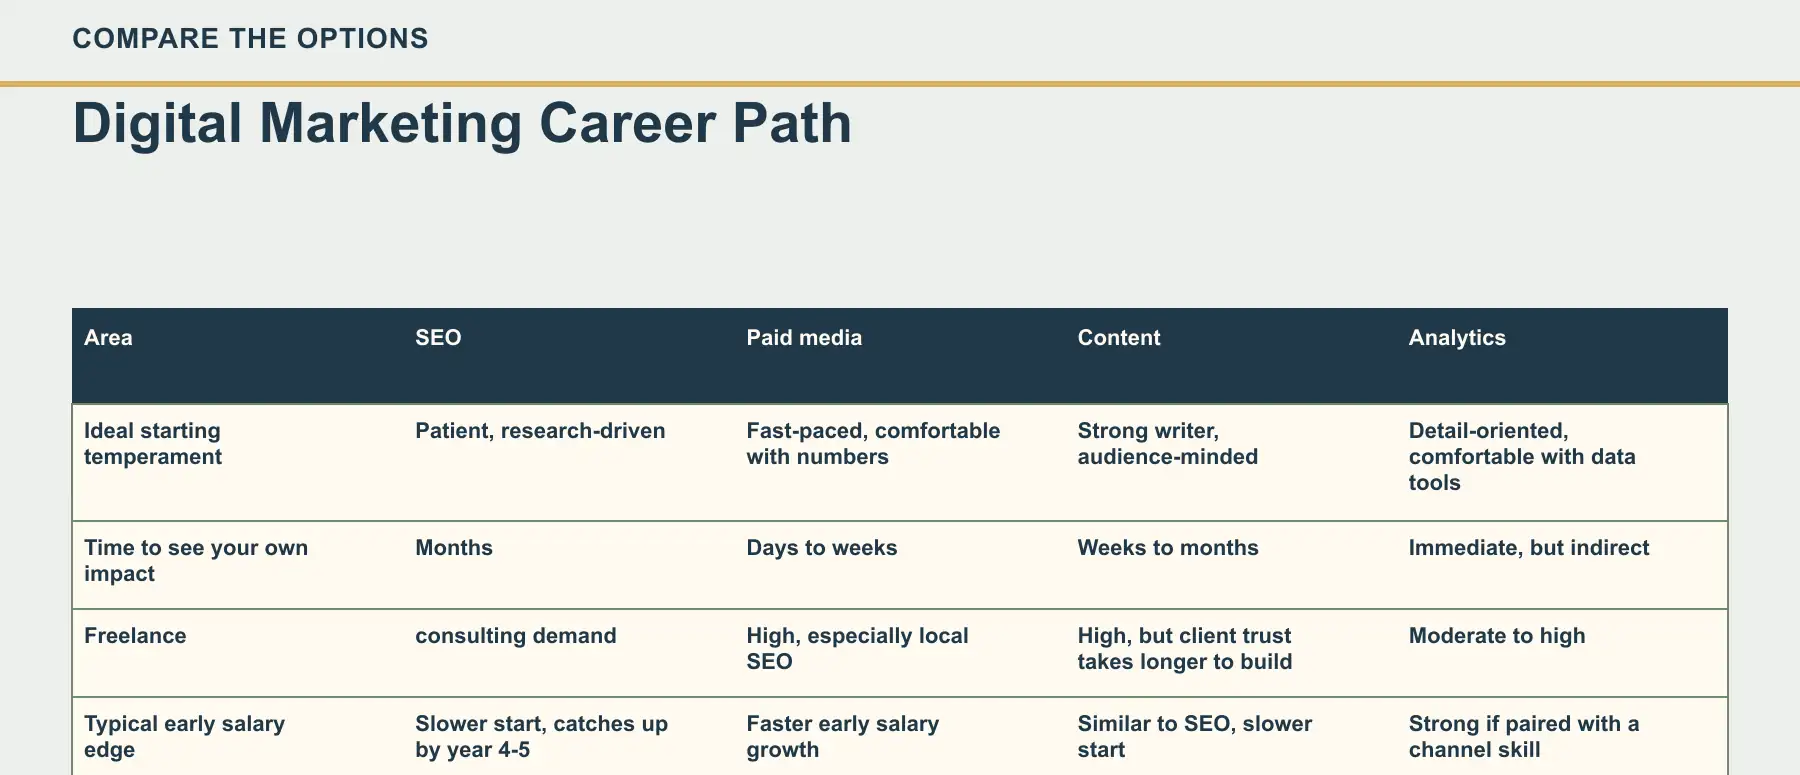 COMPARE THE OPTIONS
Digital Marketing Career Path
Area SEO Paid media Content Analytics
Ideal starting temperament Patient, research-driven Fast-paced, comfortable with numbers Strong writer, audience-minded Detail-oriented, comfortable with data tools
Time to see your own impact Months Days to weeks Weeks to months Immediate, but indirect
Freelance consulting demand High, especially local SEO High, but client trust takes longer to build Moderate to high
Typical early salary edge Slower start, catches up by year 4-5 Faster early salary growth Similar to SEO, slower start Strong if paired with a channel skill